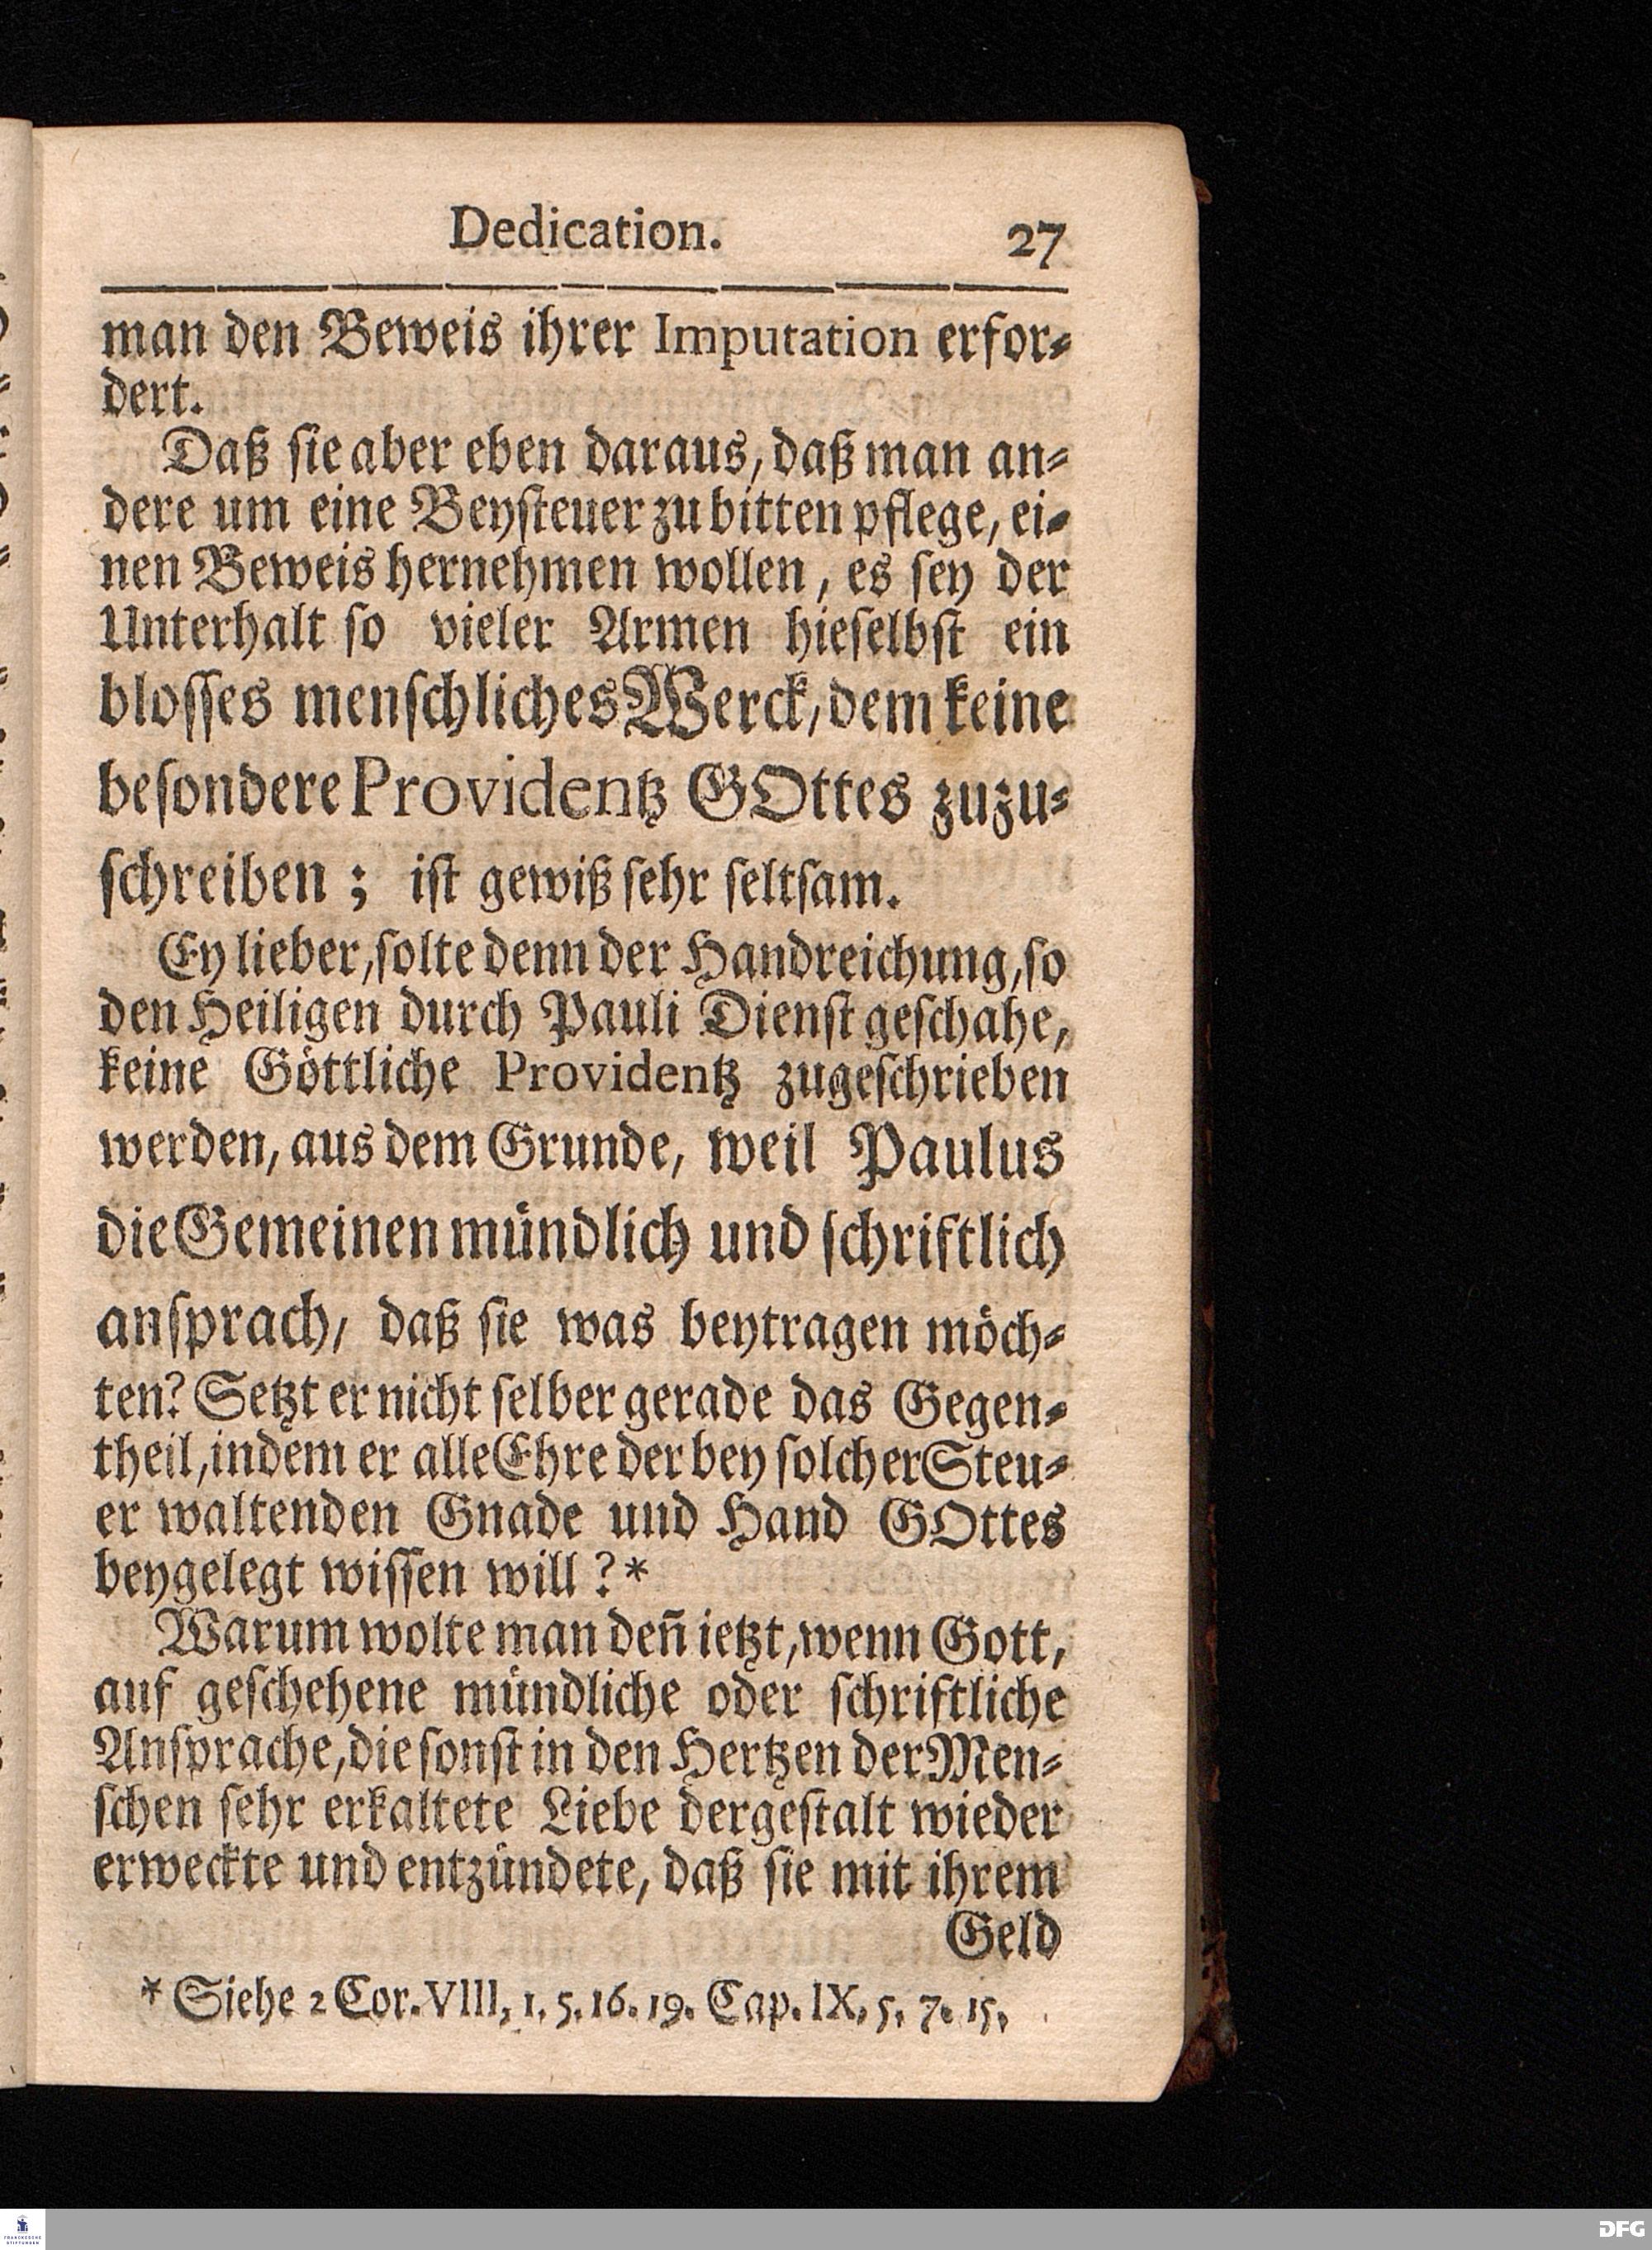 Dedication. 27
man den Beweis ihrer Imputation erfor⸗
dert.
Daß ſie aber eben daraus, daß man an⸗
dere um eine Beyſteuer zu bitten pflege, ei⸗
nen Beweis hernehmen wollen, es ſey der
Unterhalt ſo vieler Armen hieſelbſt ein
bloſſes menſchliches Werck, dem keine
beſondere Providentz GOttes zuzu⸗
ſchreiben; iſt gewiß ſehr ſeltſam.
Ey lieber, ſolte denn der Handreichung, ſo
den Heiligen durch Pauli Dienſt geſchahe,
keine Göttliche Providentz zugeſchrieben
werden, aus dem Grunde, weil Paulus
die Gemeinen mündlich und ſchriftlich
anſprach, daß ſie was beytragen möch⸗
ten? Setzt er nicht ſelber gerade das Gegen⸗
theil, indem er alle Ehre der bey ſolcher Steu⸗
er waltenden Gnade und Hand GOttes
beygelegt wiſſen will?*
Warum wolte man deñ ietzt, wenn Gott,
auf geſchehene mündliche oder ſchriftliche
Anſprache, die ſonſt in den Hertzen der Men⸗
ſchen ſehr erkaltete Liebe dergeſtalt wieder
erweckte und entzündete, daß ſie mit ihrem
Geld
* Siehe 2 Cor. VIII, 1. 5. 16. 19. Cap. IX, 5. 7. 15.
FRANCKESCHE
STIFTUNGEN
DFG